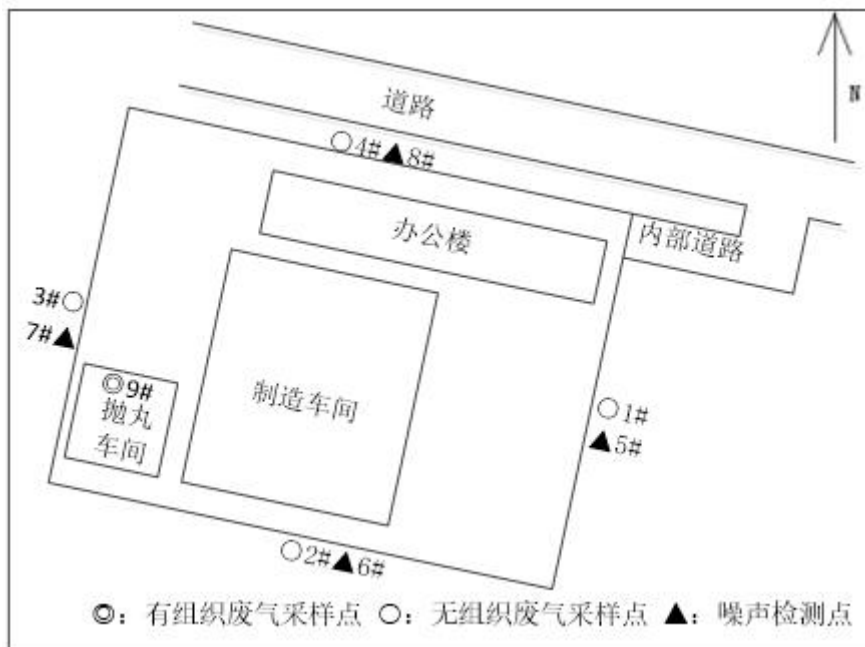 道路
N
4#▲8#
办公楼
内部道路
3#
7#▲
9#
抛丸
车间
制造车间
1#
▲5#
2#▲6#
◎：有组织废气采样点 ○：无组织废气采样点 ▲：噪声检测点